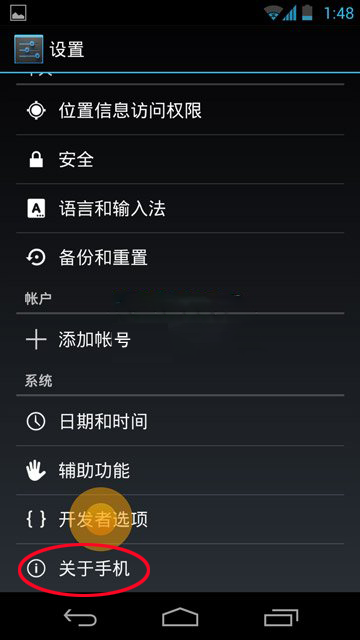 1:48
设置
位置信息访问权限
安全
语言和输入法
备份和重置
帐户
添加帐号
系统
日期和时间
辅助功能
{ } 开发者选项
关于手机